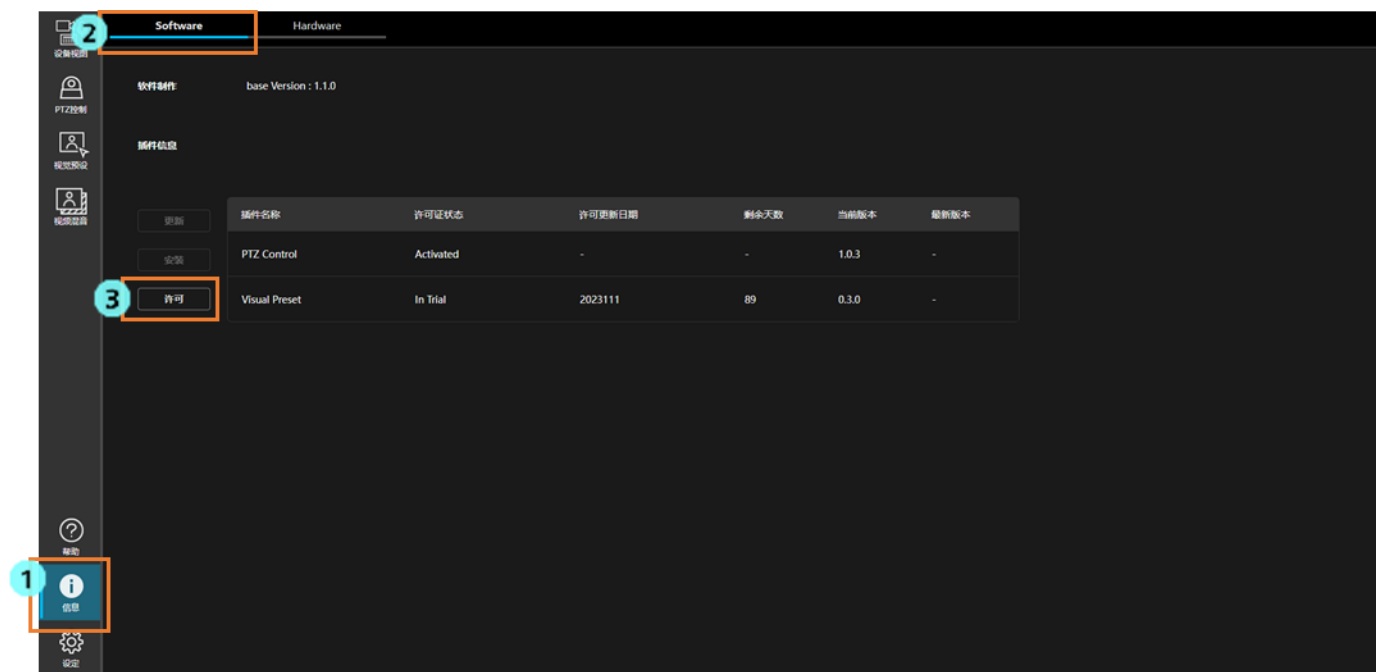 2
Software
Hardware
设备视图
PTZ控制
视觉预设
视频混音
软件制作
base Version : 1.1.0
插件信息
更新
安装
3
许可
插件名称
许可证状态
许可更新日期
剩余天数
当前版本
最新版本
PTZ Control
Activated
-
-
1.0.3
-
Visual Preset
In Trial
2023111
89
0.3.0
-
帮助
1
信息
设定